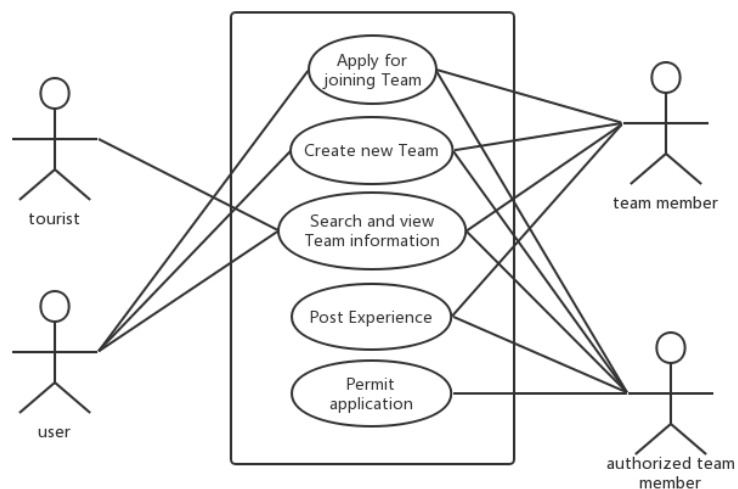 Apply for
joining Team
Create new Team
Search and view
Team information
Post Experience
Permit
application
tourist
user
team member
authorized team
member